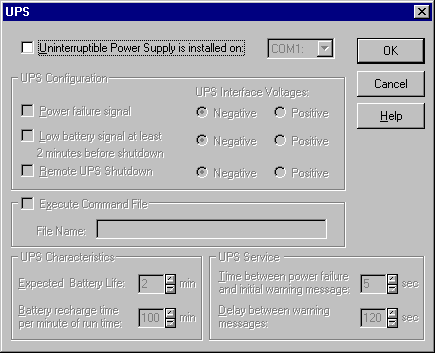 UPS
Uninterruptible Power Supply is installed on: COM1:
OK
Cancel
Help
UPS Configuration
UPS Interface Voltages:
Power failure signal Negative Positive
Low battery signal at least
2 minutes before shutdown Negative Positive
Remote UPS Shutdown Negative Positive
Execute Command File
File Name:
UPS Characteristics
Expected Battery Life: 2 min
Battery recharge time
per minute of run time: 100 min
UPS Service
Time between power failure
and initial warning message: 5 sec
Delay between warning
messages: 120 sec